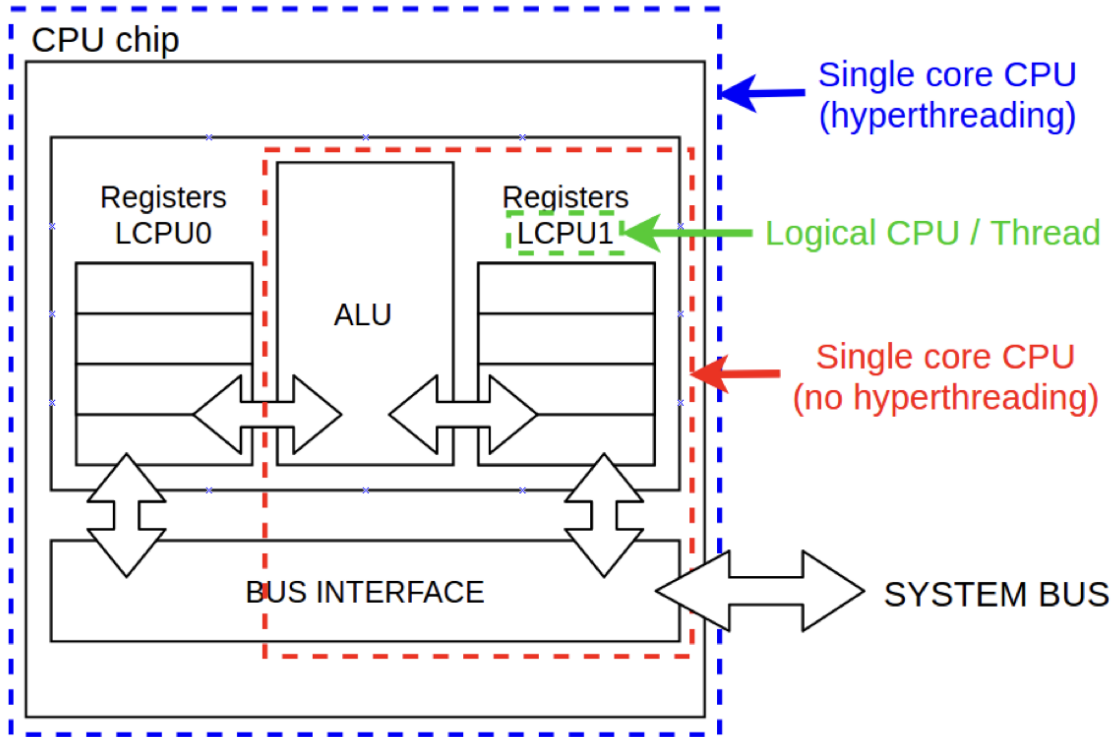 CPU chip
Single core CPU
(hyperthreading)
Registers
LCPU0
Registers
LCPU1
Logical CPU / Thread
ALU
Single core CPU
(no hyperthreading)
BUS INTERFACE
SYSTEM BUS